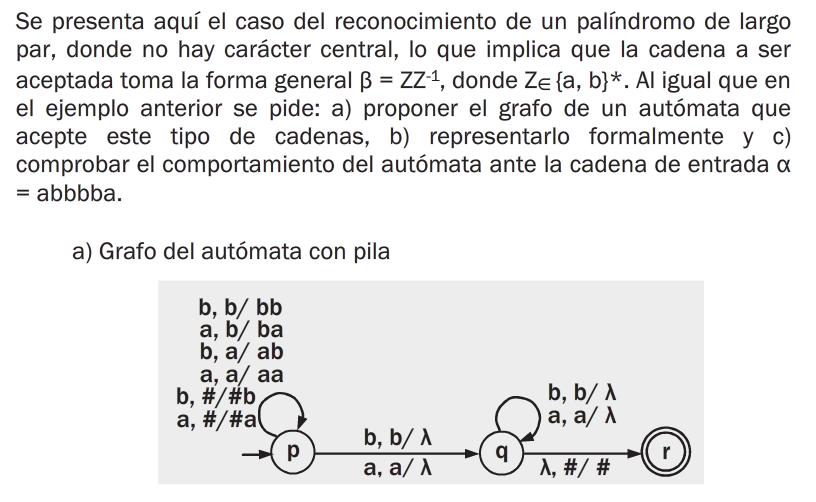 Se presenta aquí el caso del reconocimiento de un palíndromo de largo
par, donde no hay carácter central, lo que implica que la cadena a ser
aceptada toma la forma general β = ZZ⁻¹, donde Z∈ {a, b}*. Al igual que en
el ejemplo anterior se pide: a) proponer el grafo de un autómata que
acepte este tipo de cadenas, b) representarlo formalmente y c)
comprobar el comportamiento del autómata ante la cadena de entrada α
= abbbba.
a) Grafo del autómata con pila
b, b/ bb
a, b/ ba
b, a/ ab
a, a/ aa
b, #/#b
a, #/#a
p
b, b/ λ
a, a/ λ
q
b, b/ λ
a, a/ λ
λ, #/ #
r